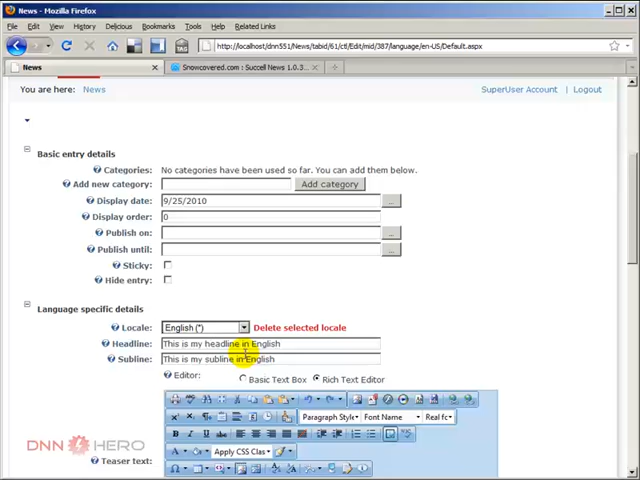 News - Mozilla Firefox
File Edit View History Delicious Bookmarks Tools Related Links
TAG http://localhost/dnn551/News/tabid/61/ctl/Edit/mid/387/language/en-US/Default.aspx
News Snowcovered.com : Succell News 1.0.3...
You are here: News SuperUser Account | Logout
Basic entry details
Categories: No categories have been used so far. You can add them below.
Add new category: Add category
Display date: 9/25/2010 ...
Display order: 0
Publish on: ...
Publish until: ...
Sticky:
Hide entry:
Language specific details
Locale: English (*) Delete selected locale
Headline: This is my headline in English
Subline: This is my subline in English
Editor: Basic Text Box Rich Text Editor
Paragraph Style Font Name Real fo
B I U abc
Apply CSS Clas
Teaser text:
DNN HERO